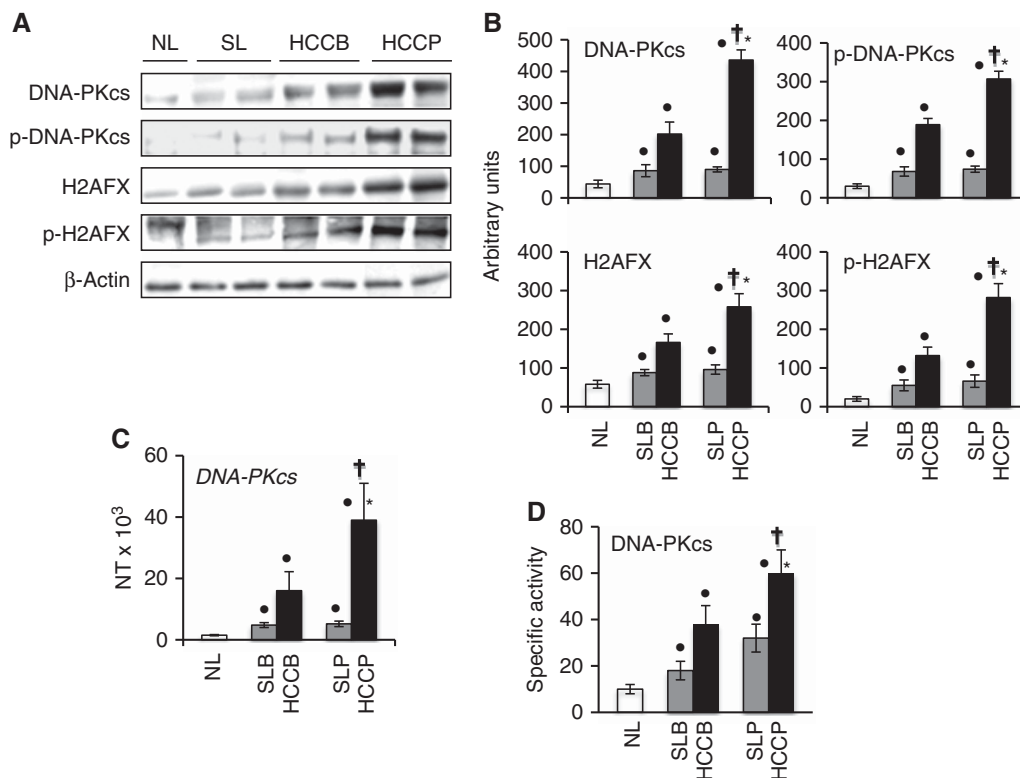 A
NL SL HCCB HCCP
DNA-PKcs
p-DNA-PKcs
H2AFX
p-H2AFX
β-Actin
B
Arbitrary units
DNA-PKcs
500
400
300
200
100
0
● ● ● ● ● † *
p-DNA-PKcs
400
300
200
100
0
● ● ● ● † *
H2AFX
400
300
200
100
0
● ● ● ● † *
NL SLB HCCB SLP HCCP
p-H2AFX
400
300
200
100
0
● ● ● ● † *
NL SLB HCCB SLP HCCP
C
NT x 10³
DNA-PKcs
60
40
20
0
● ● ● ● † *
NL SLB HCCB SLP HCCP
D
Specific activity
DNA-PKcs
80
60
40
20
0
● ● ● ● † *
NL SLB HCCB SLP HCCP